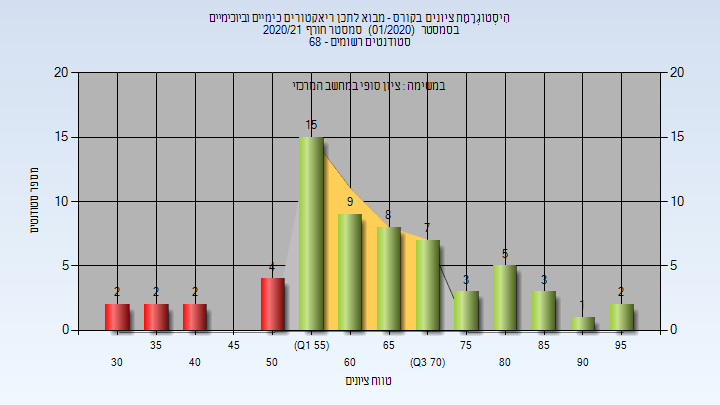 הִיסְטוגְרָמַת ציונים בקורס - מבוא לתכן ריאקטורים כימיים וביוכימיים
בסמסטר (01/2020) סמסטר חורף 2020/21
סטודנטים רשומים - 68
במשימה : ציון סופי במחשב המרכזי
מספר סטודנטים
20 20
15 15
10 10
5 5
0 0
2 2 2 4 15 9 8 7 3 5 3 1 2
35 45 (Q1 55) 65 75 85 95
30 40 50 60 (Q3 70) 80 90
טווח ציונים